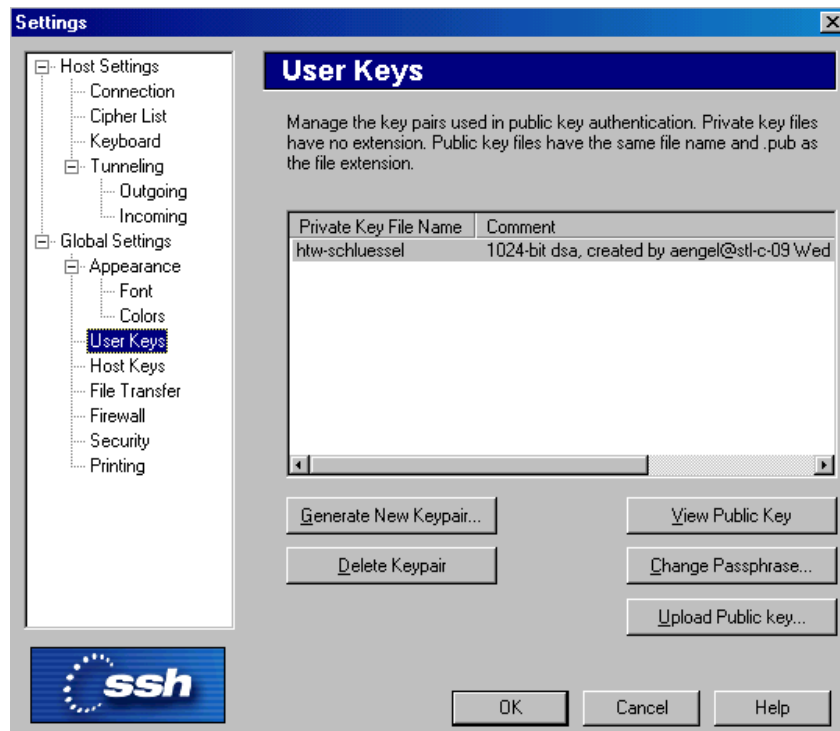 Settings
Host Settings
Connection
Cipher List
Keyboard
Tunneling
Outgoing
Incoming
Global Settings
Appearance
Font
Colors
User Keys
Host Keys
File Transfer
Firewall
Security
Printing
ssh
User Keys
Manage the key pairs used in public key authentication. Private key files
have no extension. Public key files have the same file name and .pub as
the file extension.
Private Key File Name Comment
htw-schluessel 1024-bit dsa, created by aengel@stl-c-09 Wed
Generate New Keypair... View Public Key
Delete Keypair Change Passphrase...
Upload Public key...
OK Cancel Help